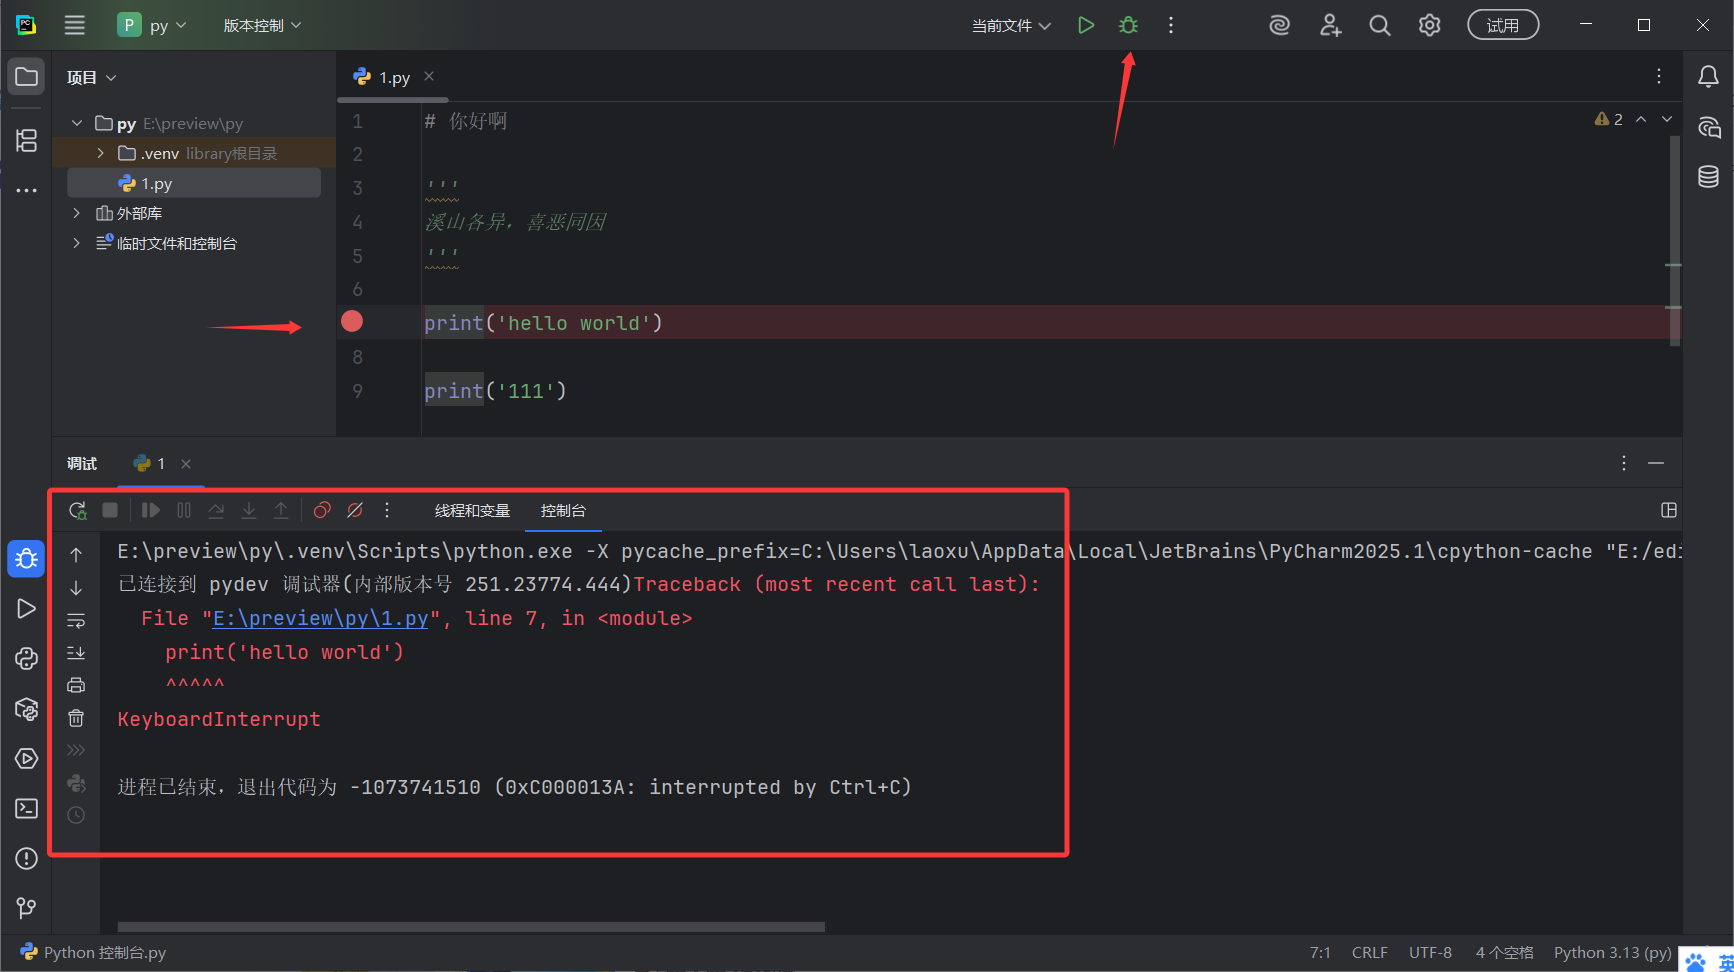 P py 版本控制 当前文件 试用
项目
1.py
py E:\preview\py
.venv library根目录
1.py
外部库
临时文件和控制台
2
1 # 你好啊
2
3 '''
4 溪山各异，喜恶同因
5 '''
6
print('hello world')
8
9 print('111')
调试 1
线程和变量 控制台
E:\preview\py\.venv\Scripts\python.exe -X pycache_prefix=C:\Users\laoxu\AppData\Local\JetBrains\PyCharm2025.1\cpython-cache "E:/edi
已连接到 pydev 调试器(内部版本号 251.23774.444)Traceback (most recent call last):
File "E:\preview\py\1.py", line 7, in <module>
print('hello world')
^^^^^
KeyboardInterrupt
进程已结束，退出代码为 -1073741510 (0xC000013A: interrupted by Ctrl+C)
Python 控制台.py 7:1 CRLF UTF-8 4 个空格 Python 3.13 (py)
英